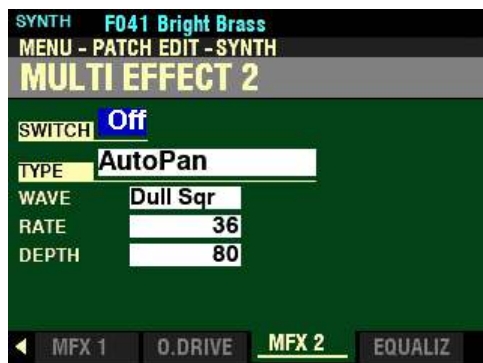 SYNTH F041 Bright Brass
MENU - PATCH EDIT - SYNTH
MULTI EFFECT 2
SWITCH Off
TYPE AutoPan
WAVE Dull Sqr
RATE 36
DEPTH 80
MFX 1 O.DRIVE MFX 2 EQUALIZ